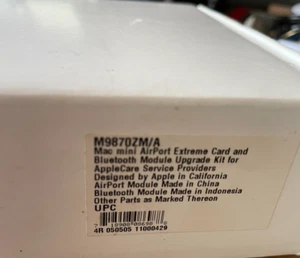 M9870ZM/A
Mac mini AirPort Extreme Card and
Bluetooth Module Upgrade Kit for
AppleCare Service Providers
Designed by Apple in California
AirPort Module Made in China
Bluetooth Module Made in Indonesia
Other Parts as Marked Thereon
UPC
4R 050505 11000429